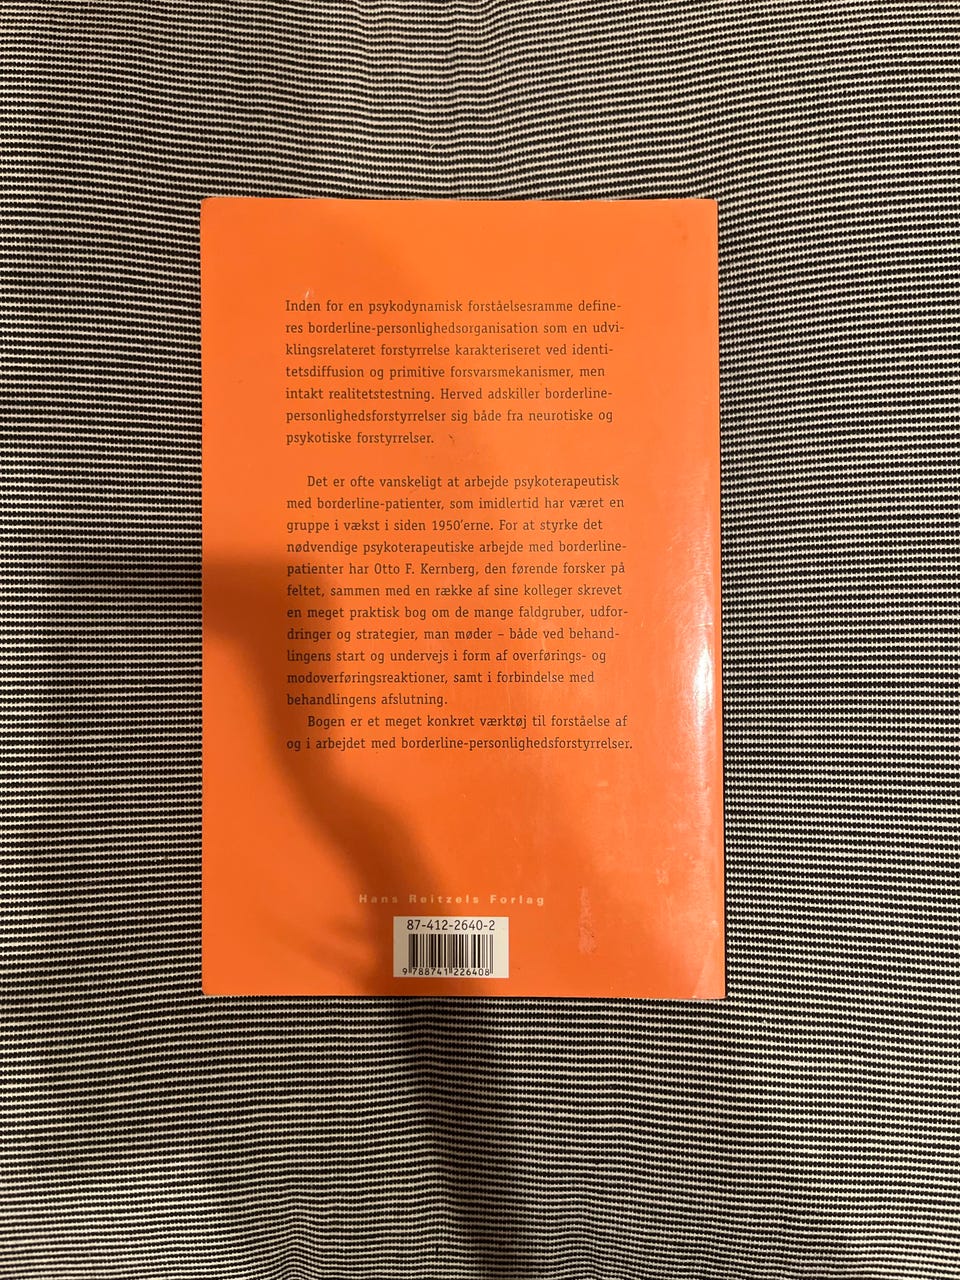 Inden for en psykodynamisk forståelsesramme define-
res borderline-personlighedsorganisation som en udvi-
klingsrelateret forstyrrelse karakteriseret ved identi-
tetsdiffusion og primitive forsvarsmekanismer, men
intakt realitetstestning. Herved adskiller borderline-
personlighedsforstyrrelser sig både fra neurotiske og
psykotiske forstyrrelser.
Det er ofte vanskeligt at arbejde psykoterapeutisk
med borderline-patienter, som imidlertid har været en
gruppe i vækst i siden 1950'erne. For at styrke det
nødvendige psykoterapeutiske arbejde med borderline-
patienter har Otto F. Kernberg, den førende forsker på
feltet, sammen med en række af sine kolleger skrevet
en meget praktisk bog om de mange faldgruber, udfor-
dringer og strategier, man møder – både ved behand-
lingens start og undervejs i form af overførings- og
modoverføringsreaktioner, samt i forbindelse med
behandlingens afslutning.
Bogen er et meget konkret værktøj til forståelse af
og i arbejdet med borderline-personlighedsforstyrrelser.
Hans Reitzels Forlag
87-412-2640-2
9 788741 226408